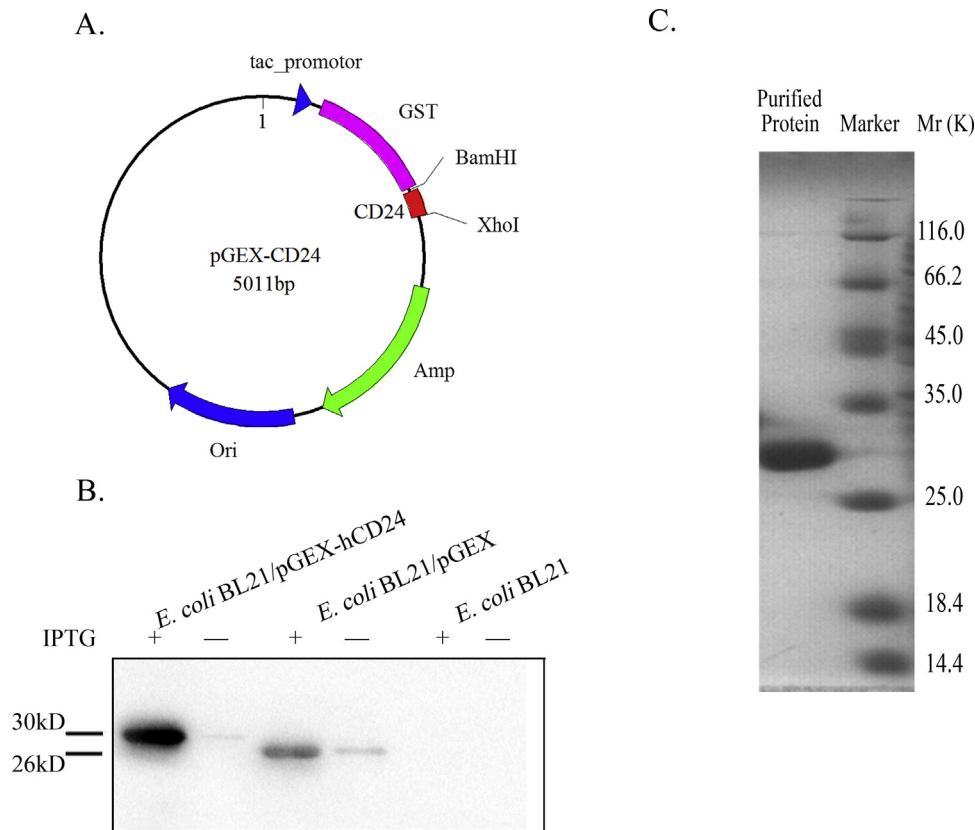 A.
tac_promotor
1
GST
BamHI
CD24
XhoI
pGEX-CD24
5011bp
Amp
Ori
B.
E. coli BL21/pGEX-hCD24
E. coli BL21/pGEX
E. coli BL21
IPTG + — + — + —
30kD
26kD
C.
Purified
Protein Marker Mr (K)
116.0
66.2
45.0
35.0
25.0
18.4
14.4